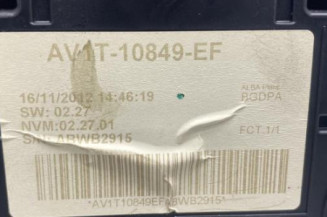 AV1T-10849-EF
16/11/2012 14:46:19
SW: 02.27
NVM:02.27.01
S/N: ABWB2915
FCT 1/1
*AV1T10849EFABWB2915*